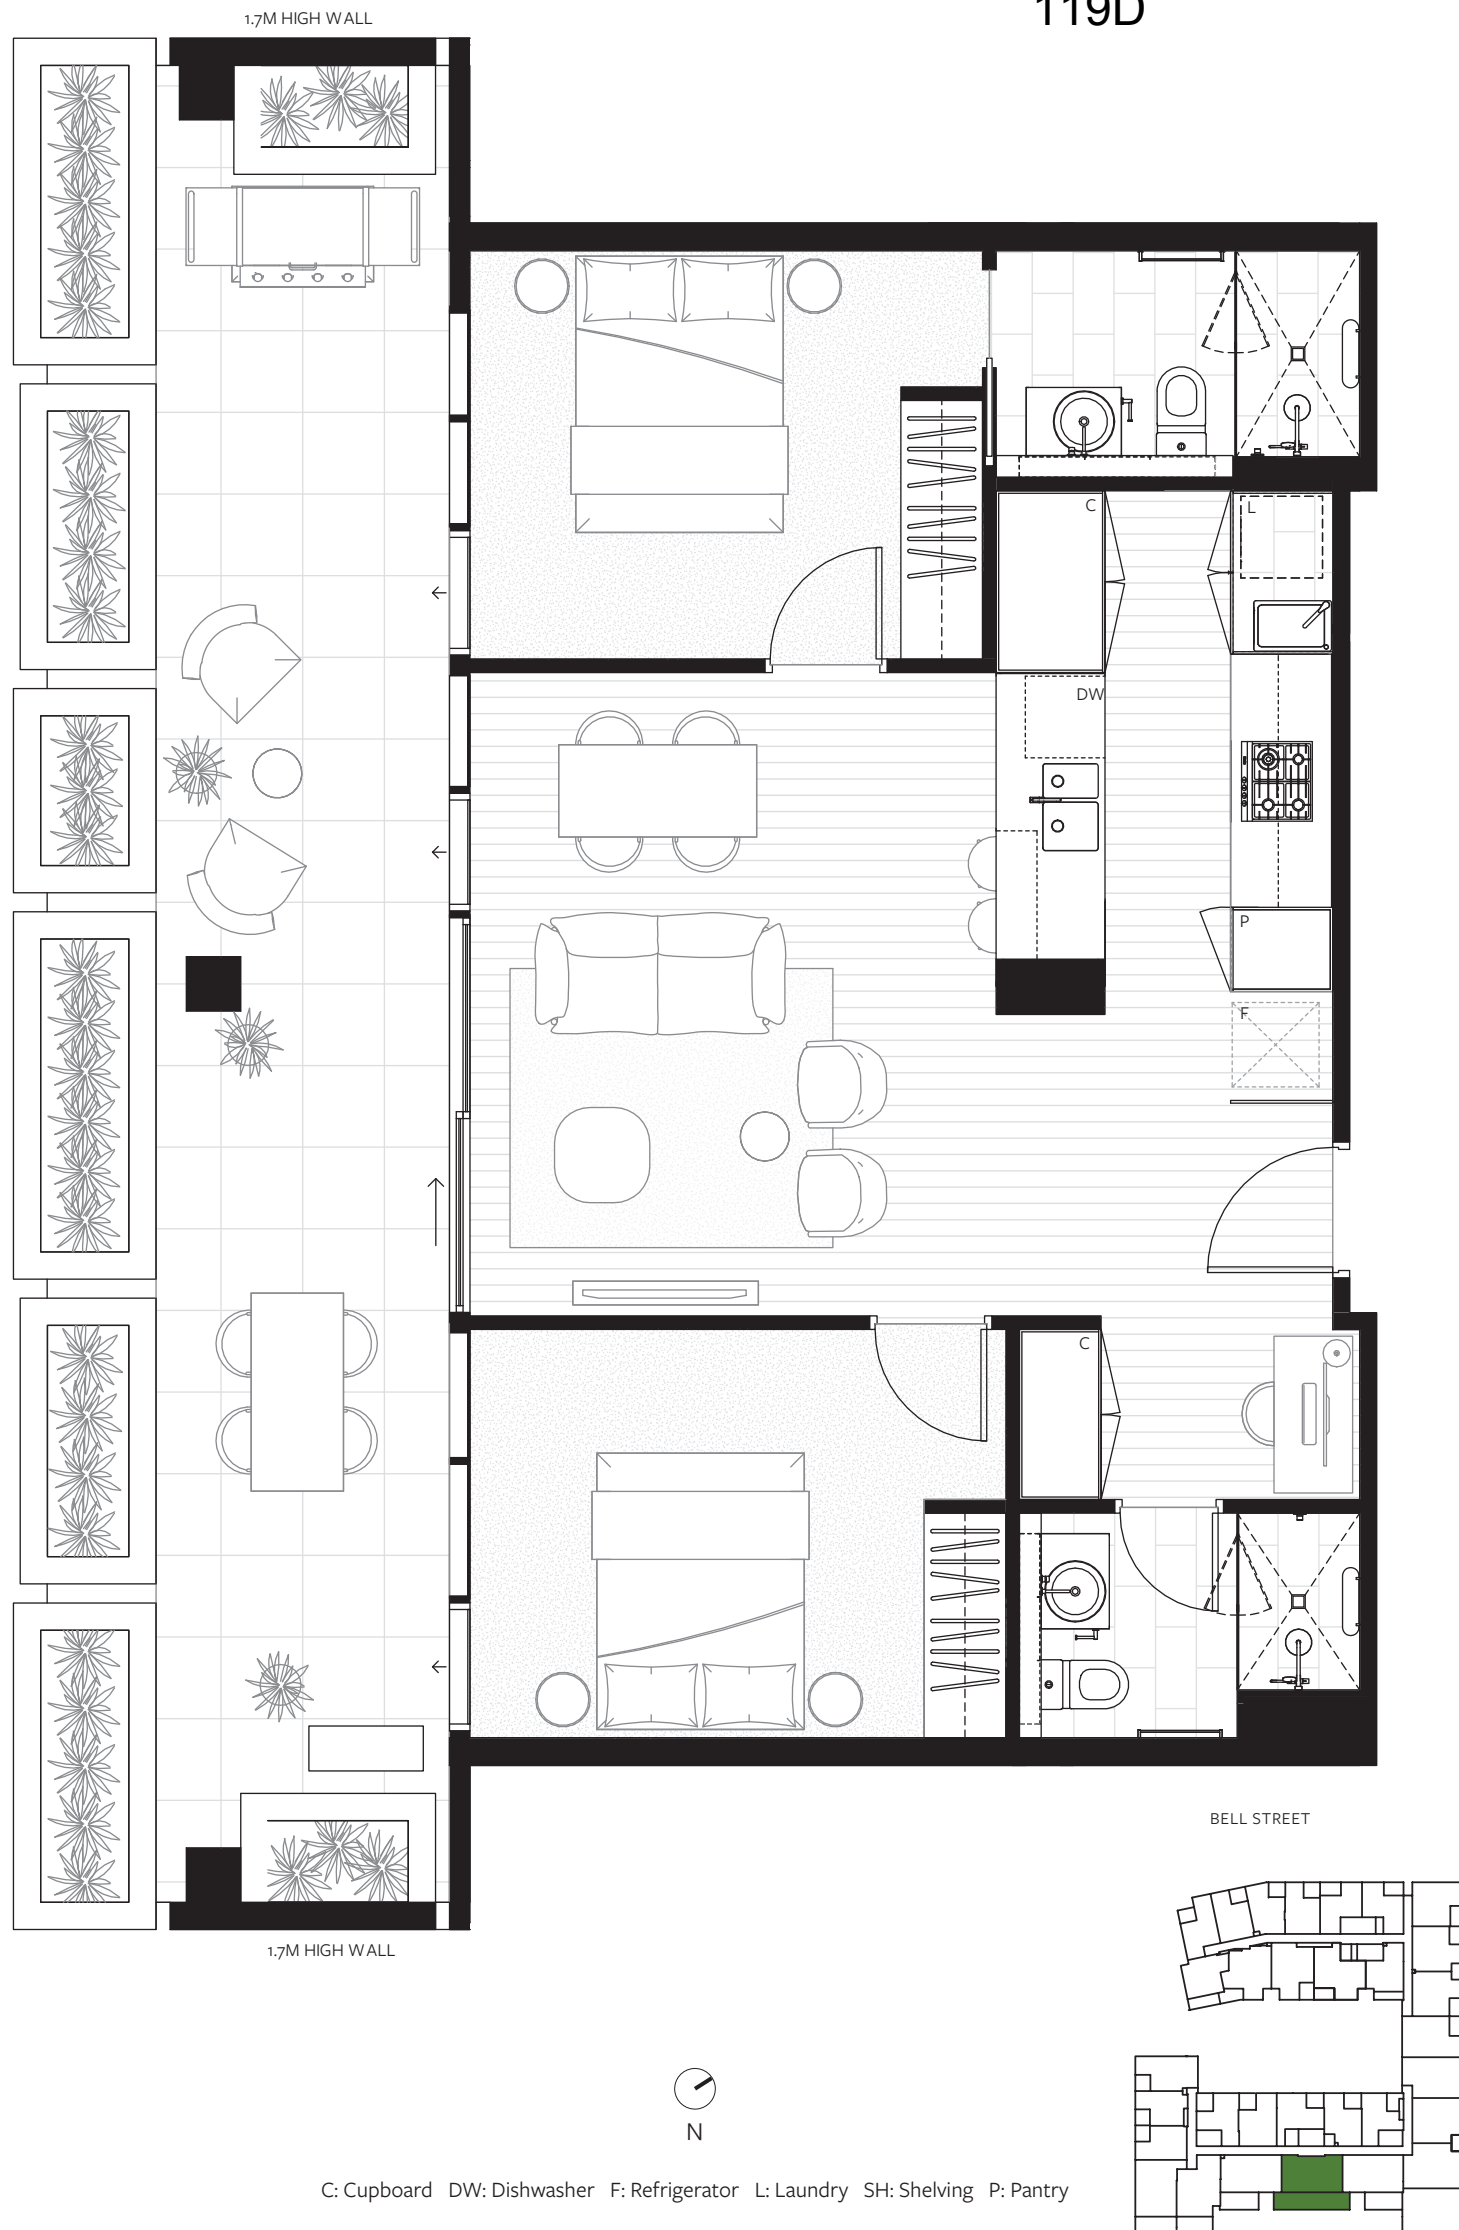 119D
1.7M HIGH WALL
C
L
DW
P
F
C
BELL STREET
1.7M HIGH WALL
N
C: Cupboard DW: Dishwasher F: Refrigerator L: Laundry SH: Shelving P: Pantry